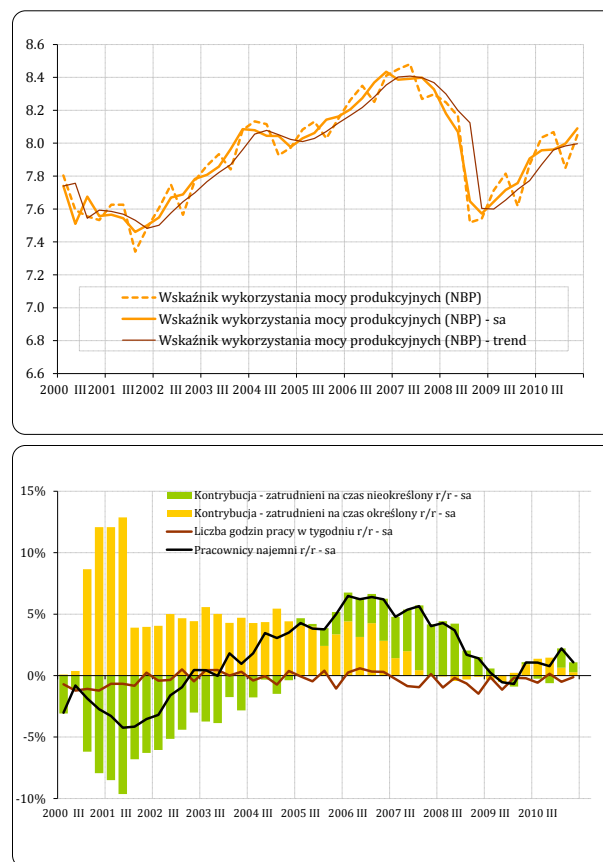 8.6
8.4
8.2
8.0
7.8
7.6
7.4
7.2
7.0
6.8
6.6
Wskaźnik wykorzystania mocy produkcyjnych (NBP)
Wskaźnik wykorzystania mocy produkcyjnych (NBP) - sa
Wskaźnik wykorzystania mocy produkcyjnych (NBP) - trend
2000 III 2001 III 2002 III 2003 III 2004 III 2005 III 2006 III 2007 III 2008 III 2009 III 2010 III
15%
10%
5%
0%
-5%
-10%
Kontrybucja - zatrudnieni na czas nieokreślony r/r - sa
Kontrybucja - zatrudnieni na czas określony r/r - sa
Liczba godzin pracy w tygodniu r/r - sa
Pracownicy najemni r/r - sa
2000 III 2001 III 2002 III 2003 III 2004 III 2005 III 2006 III 2007 III 2008 III 2009 III 2010 III